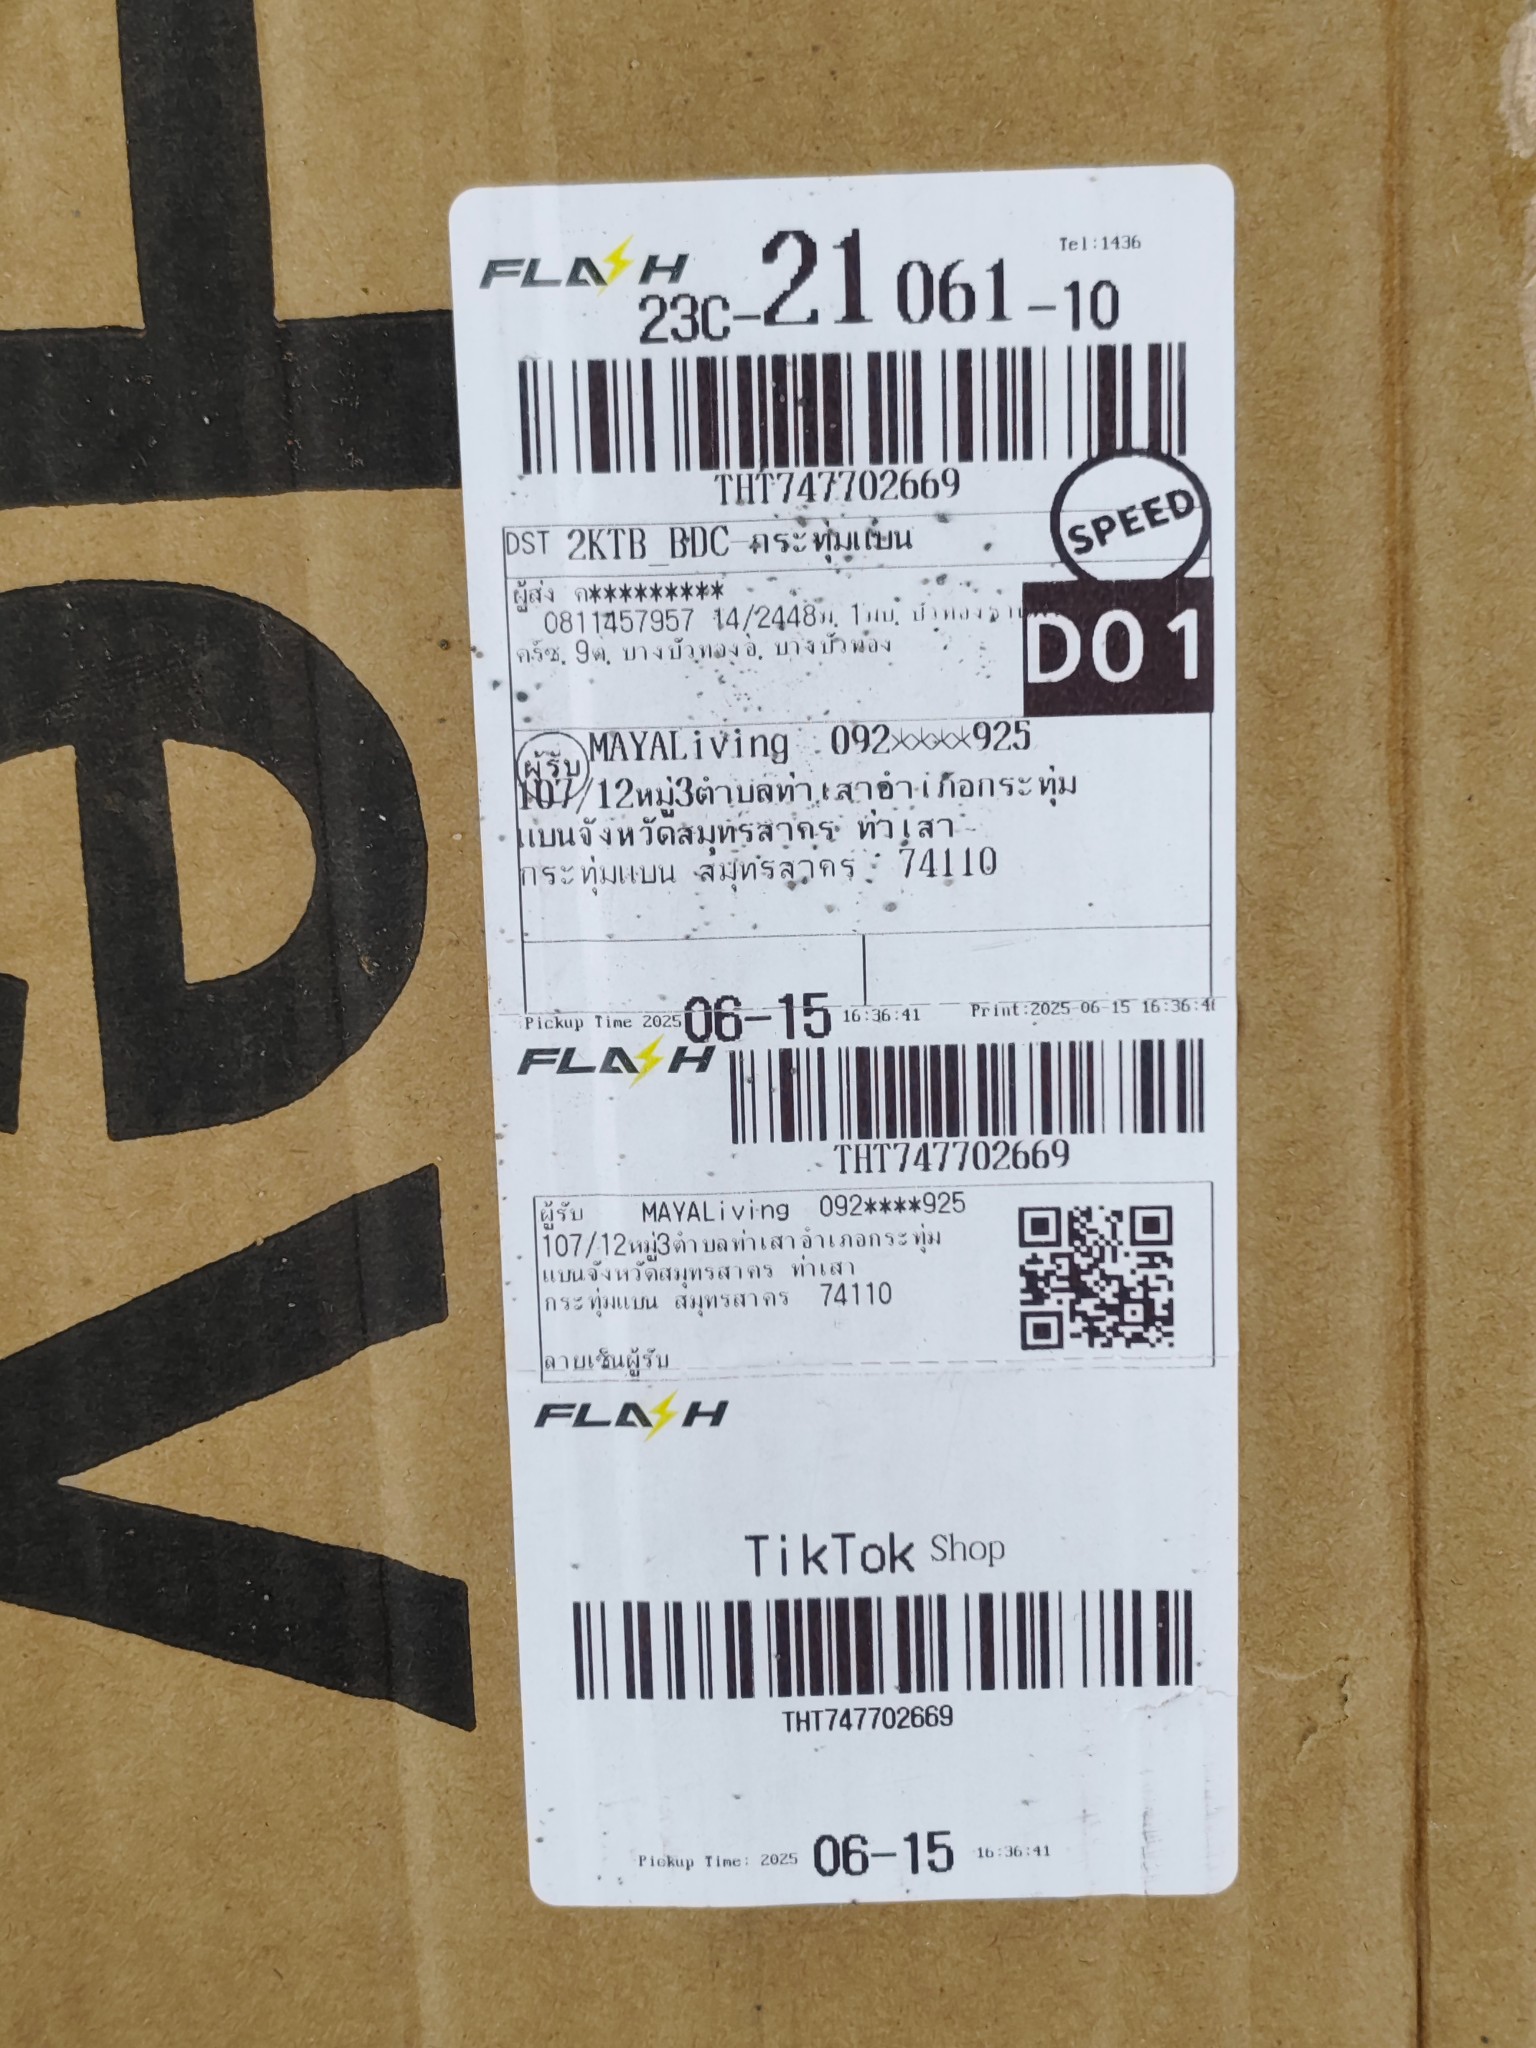 FLASH
Tel:1436
23C-21 061-10
THT747702669
SPEED
DST 2KTB_BDC-กระทุ่มแบน
ผู้ส่ง ค*********
0811457957 14/2448ม. 1มบ. บัวทอง
D01
คร์ซ. 9ต. บางบัวทองอ. บางบัวทอง
ผู้รับ MAYALiving 092****925
107/12หมู่3ตำบลท่าเสาอำเภอกระทุ่ม
แบนจังหวัดสมุทรสาคร ท่าเสา
กระทุ่มแบน สมุทรสาคร 74110
Pickup Time 2025 06-15 16:36:41 Print:2025-06-15 16:36:4
FLASH
THT747702669
ผู้รับ MAYALiving 092****925
107/12หมู่3ตำบลท่าเสาอำเภอกระทุ่ม
แบนจังหวัดสมุทรสาคร ท่าเสา
กระทุ่มแบน สมุทรสาคร 74110
ลายเซ็นผู้รับ
FLASH
TikTok Shop
THT747702669
Pickup Time: 2025 06-15 16:36:41